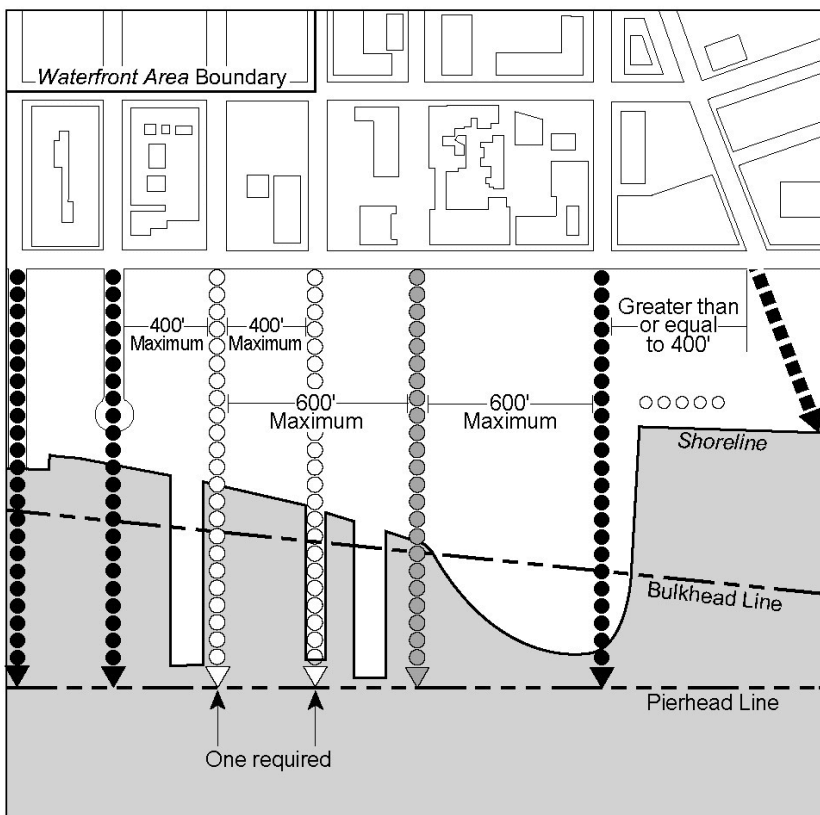 Waterfront Area Boundary
400'
Maximum
400'
Maximum
Greater than
or equal
to 400'
600'
Maximum
600'
Maximum
Shoreline
Bulkhead Line
Pierhead Line
One required